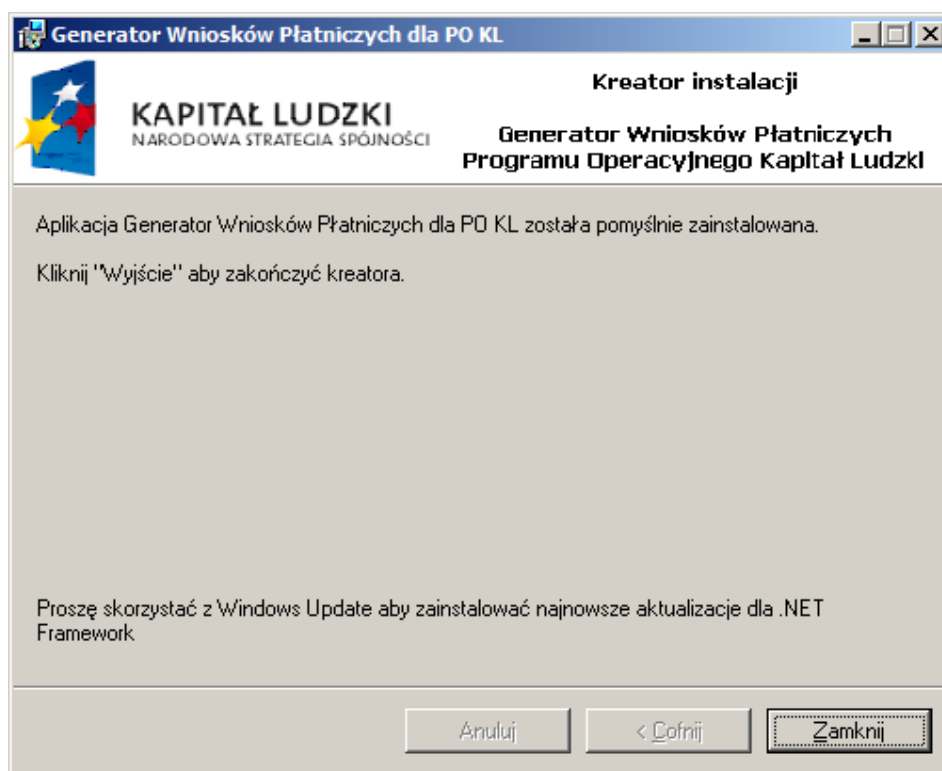 Generator Wniosków Płatniczych dla PO KL
Kreator instalacji
KAPITAŁ LUDZKI
NARODOWA STRATEGIA SPÓJNOŚCI
Generator Wniosków Płatniczych
Programu Operacyjnego Kapitał Ludzki
Aplikacja Generator Wniosków Płatniczych dla PO KL została pomyślnie zainstalowana.
Kliknij "Wyjście" aby zakończyć kreatora.
Proszę skorzystać z Windows Update aby zainstalować najnowsze aktualizacje dla .NET
Framework
Anuluj
< Cofnij
Zamknij